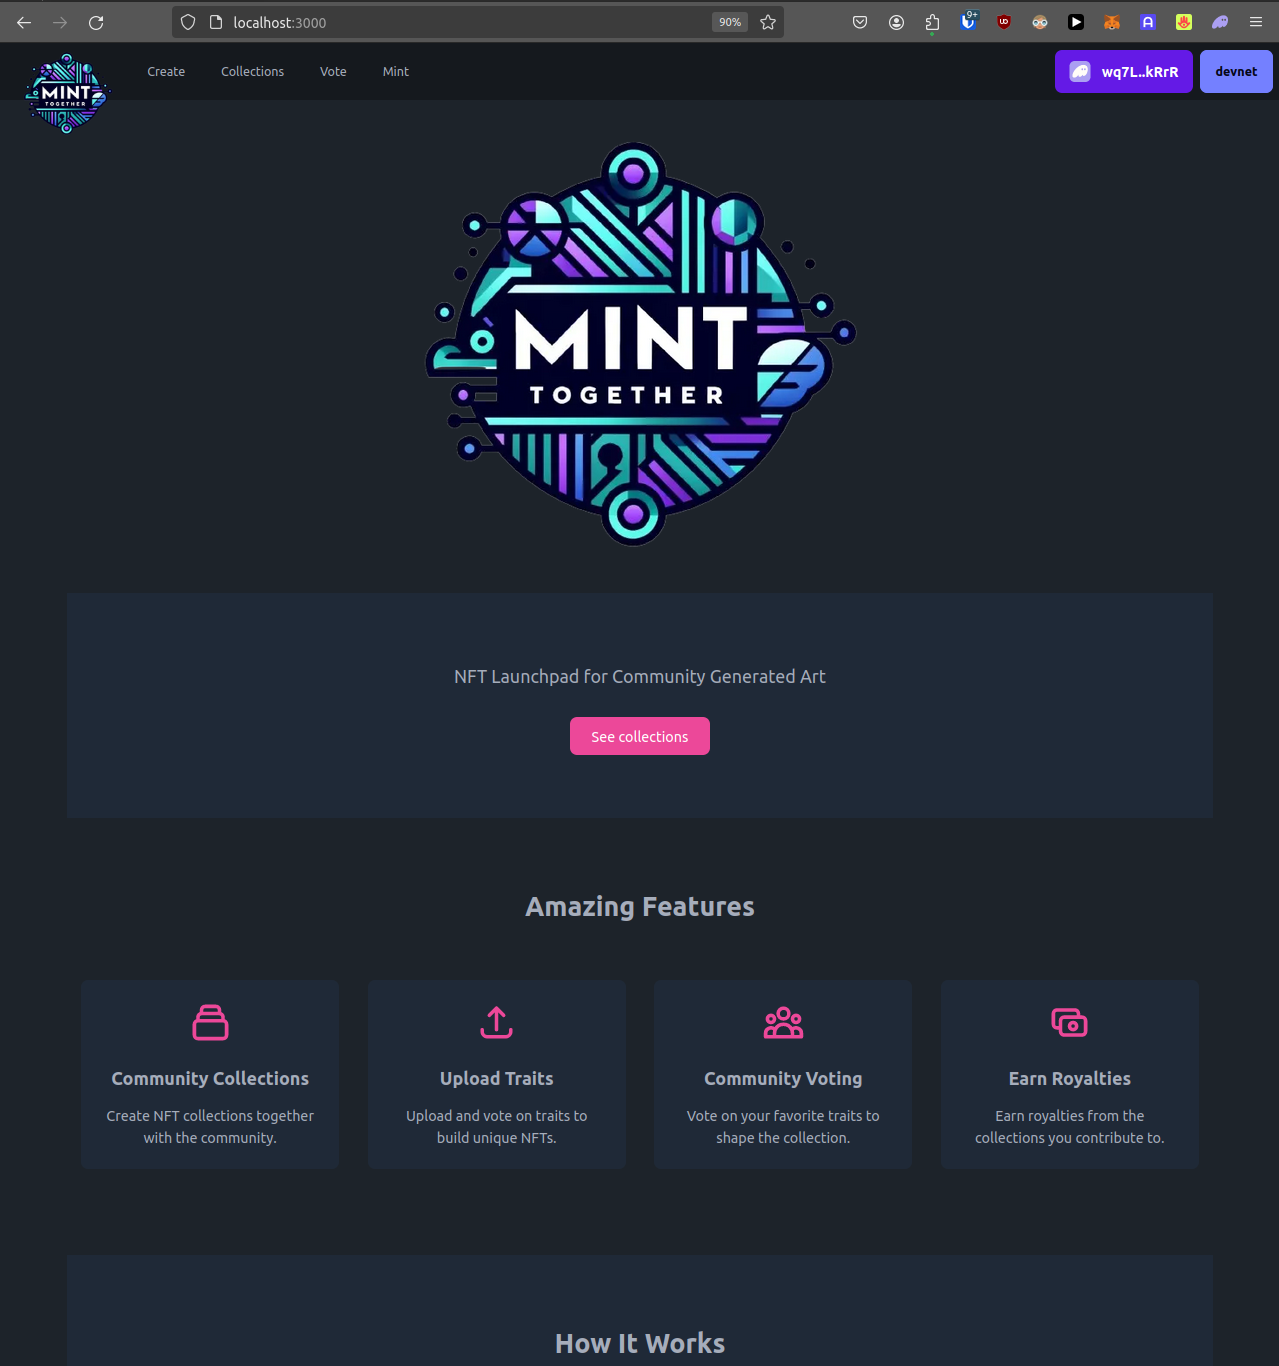 localhost:3000
90%
9+
Create
Collections
Vote
Mint
wq7L..kRrR
devnet
MINT
TOGETHER
MINT
TOGETHER
NFT Launchpad for Community Generated Art
See collections
Amazing Features
Community Collections
Create NFT collections together
with the community.
Upload Traits
Upload and vote on traits to
build unique NFTs.
Community Voting
Vote on your favorite traits to
shape the collection.
Earn Royalties
Earn royalties from the
collections you contribute to.
How It Works